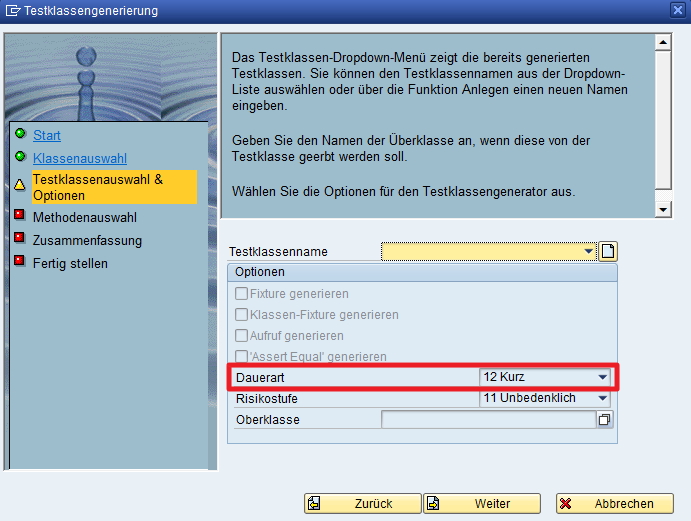 Testklassengenerierung
Das Testklassen-Dropdown-Menü zeigt die bereits generierten
Testklassen. Sie können den Testklassennamen aus der Dropdown-
Liste auswählen oder über die Funktion Anlegen einen neuen Namen
eingeben.
Geben Sie den Namen der Überklasse an, wenn diese von der
Testklasse geerbt werden soll.
Wählen Sie die Optionen für den Testklassengenerator aus.
Start
Klassenauswahl
Testklassenauswahl &
Optionen
Methodenauswahl
Zusammenfassung
Fertig stellen
Testklassenname
Optionen
Fixture generieren
Klassen-Fixture generieren
Aufruf generieren
'Assert Equal' generieren
Dauerart 12 Kurz
Risikostufe 11 Unbedenklich
Oberklasse
Zurück Weiter Abbrechen